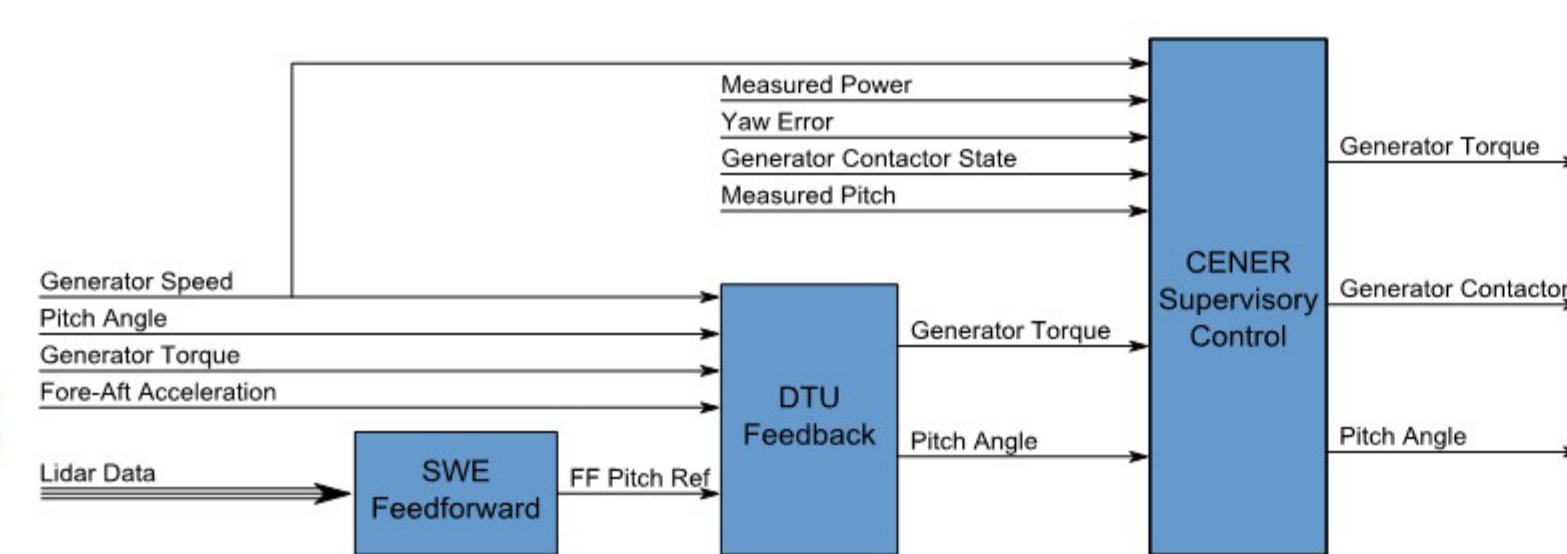 Measured Power
Yaw Error
Generator Contactor State
Measured Pitch
Generator Speed
Pitch Angle
Generator Torque
Fore-Aft Acceleration
Lidar Data
SWE
Feedforward
FF Pitch Ref
DTU
Feedback
Generator Torque
Pitch Angle
CENER
Supervisory
Control
Generator Torque
Generator Contactor
Pitch Angle